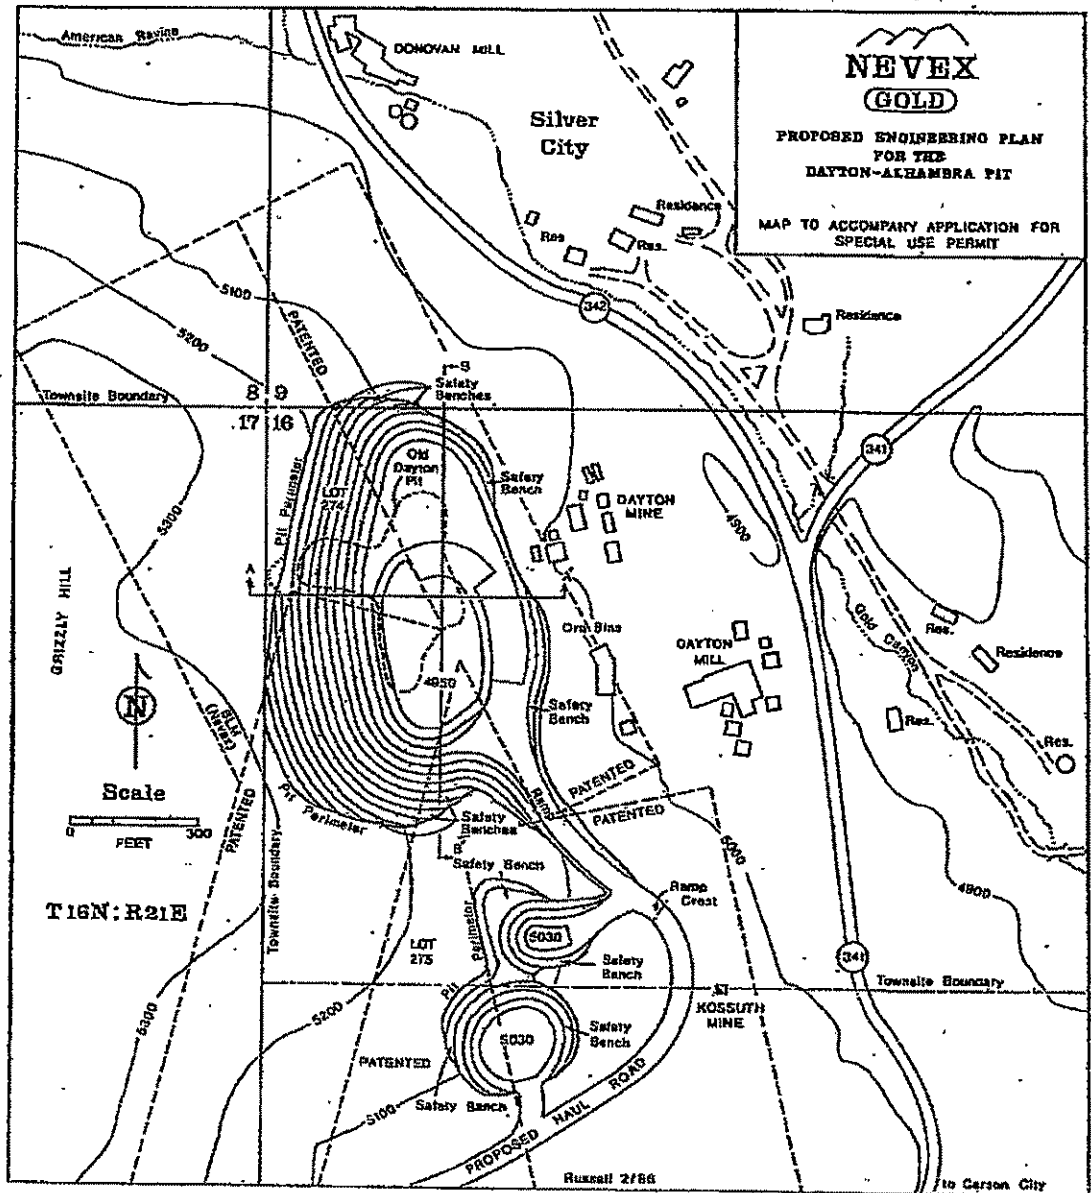 NEVEX
GOLD
PROPOSED ENGINEERING PLAN
FOR THE
DAYTON-ALHAMBRA PIT
MAP TO ACCOMPANY APPLICATION FOR
SPECIAL USE PERMIT
American Ravine
DONOVAN MILL
Silver
City
Residence
Res
Res.
342
Residence
5100
5200
PATENTED
B
Safety
Benches
Townsite Boundary
8 9
17 16
341
Old
Dayton
Pit
Safety
Bench
LOT
274
Pit Perimeter
DAYTON
MINE
4900
5300
A
A
GRIZZLY HILL
Ore Bins
DAYTON
MILL
Gold Canyon
Res.
Residence
Res.
Res.
4950
Safety
Bench
N
BLM
(Nevex)
PATENTED
Scale
0 300
FEET
Pit Perimeter
Ramp
PATENTED
PATENTED
Safety
Benches
B
Safety Bench
5000
4900
Townsite Boundary
T16N:R21E
LOT
275
Pit Perimeter
5030
Ramp
Crest
Safety
Bench
341
Townsite Boundary
KOSSUTH
MINE
5300
5200
5030
Safety
Bench
PATENTED
Safety Bench
5100
PROPOSED HAUL ROAD
Russell 2/86
to Carson City